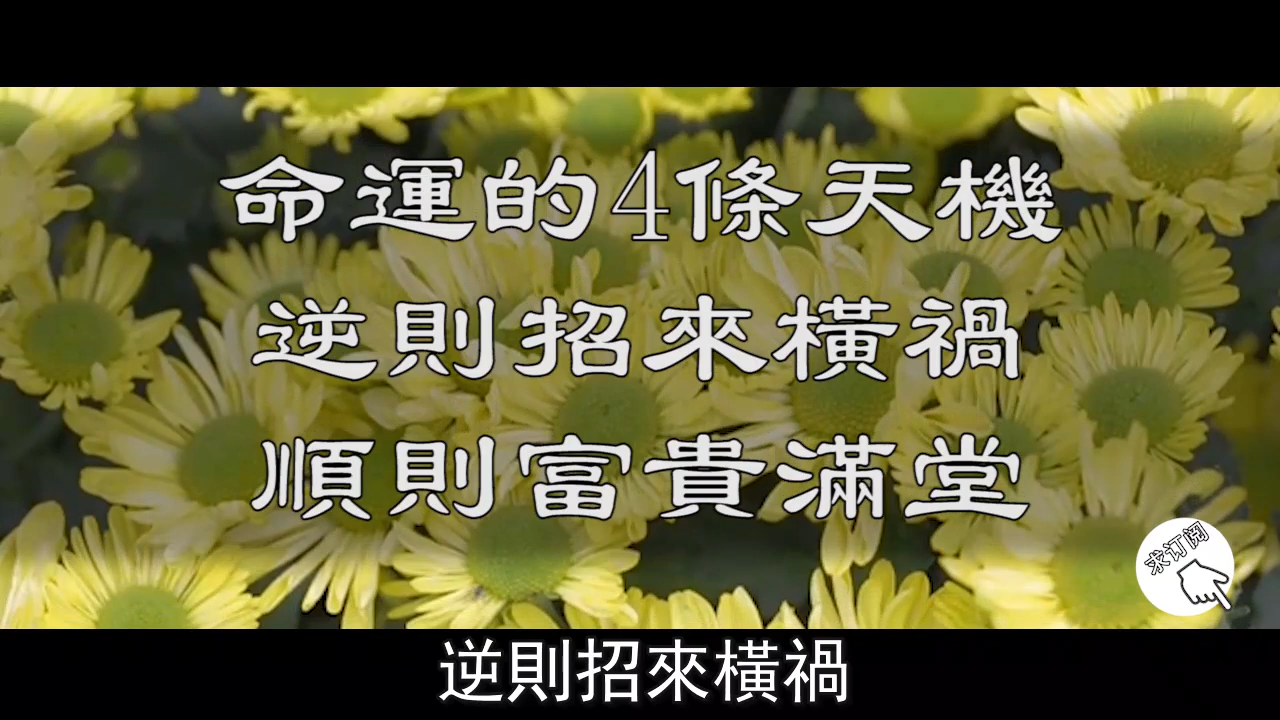 命運的4條天機
逆則招來橫禍
順則富貴滿堂
求订阅
逆則招來橫禍